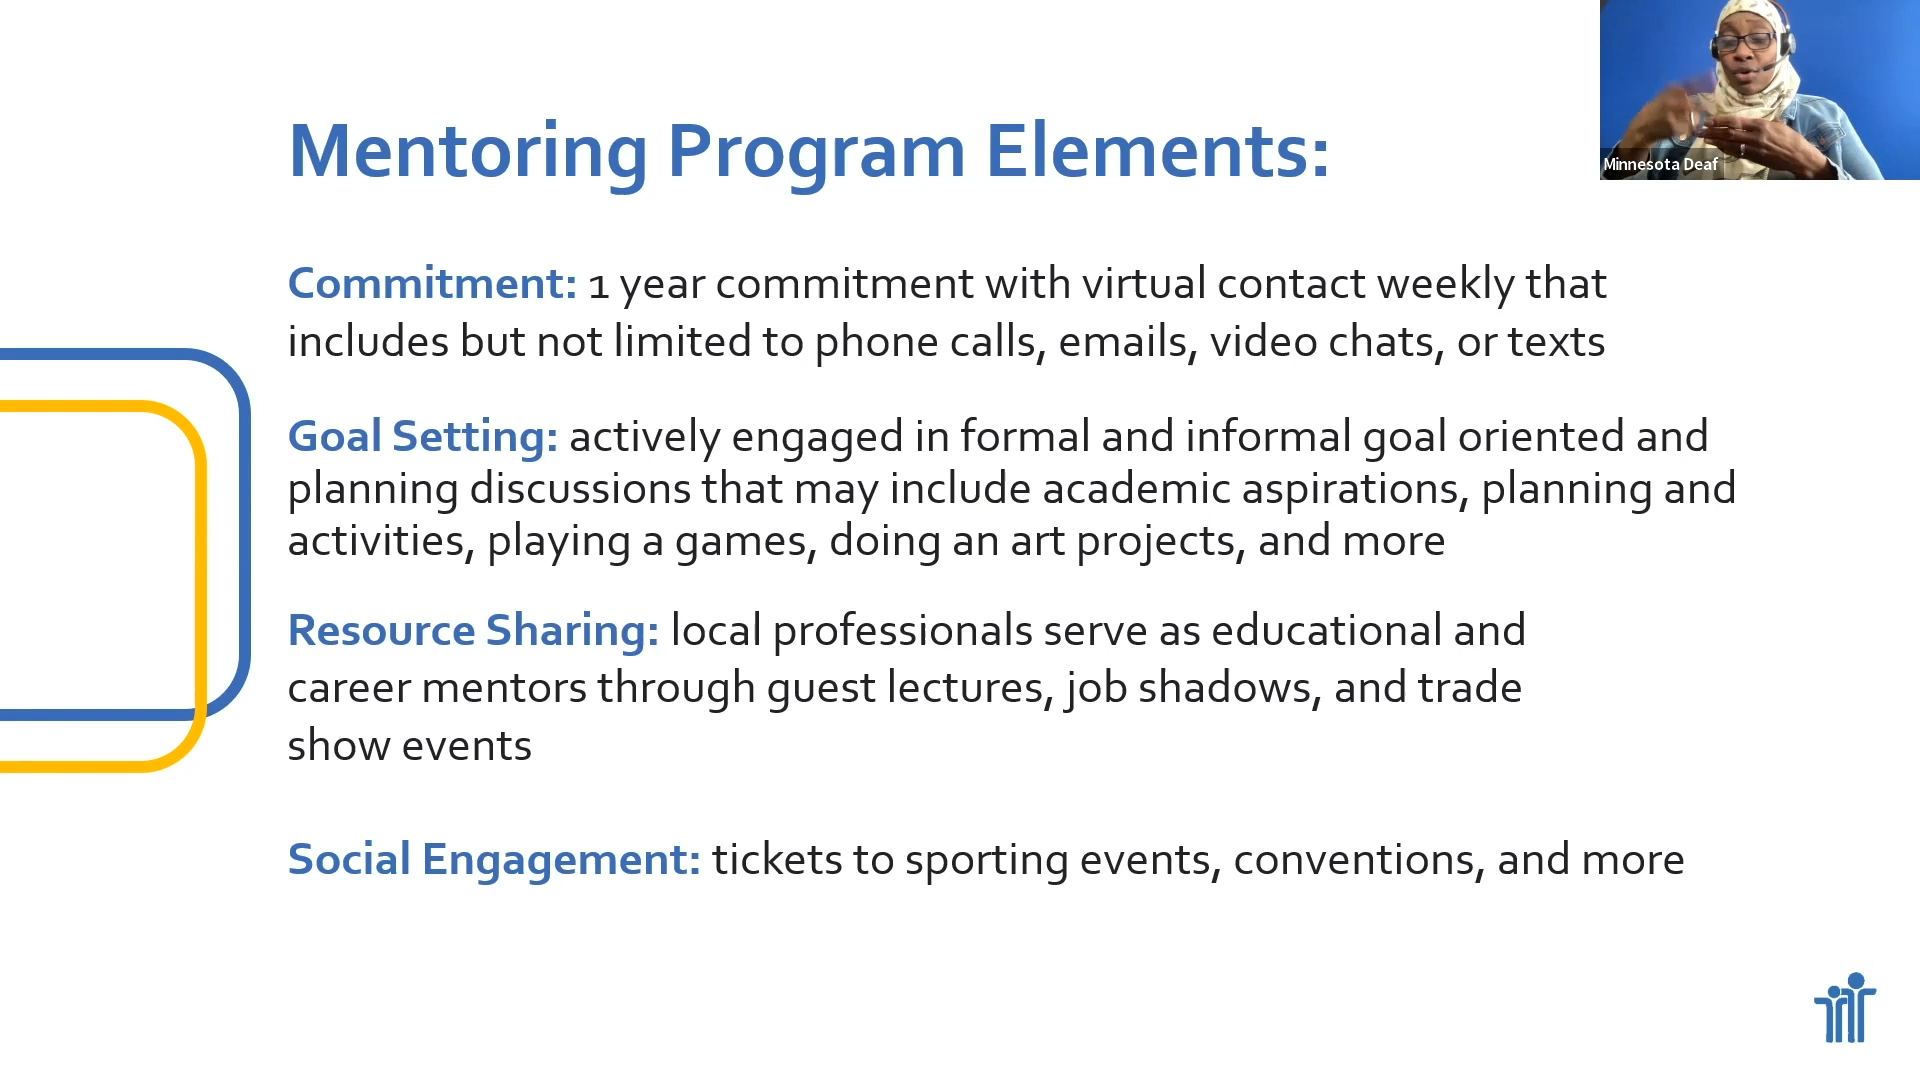 Mentoring Program Elements:
Minnesota Deaf
Commitment: 1 year commitment with virtual contact weekly that
includes but not limited to phone calls, emails, video chats, or texts
Goal Setting: actively engaged in formal and informal goal oriented and
planning discussions that may include academic aspirations, planning and
activities, playing a games, doing an art projects, and more
Resource Sharing: local professionals serve as educational and
career mentors through guest lectures, job shadows, and trade
show events
Social Engagement: tickets to sporting events, conventions, and more